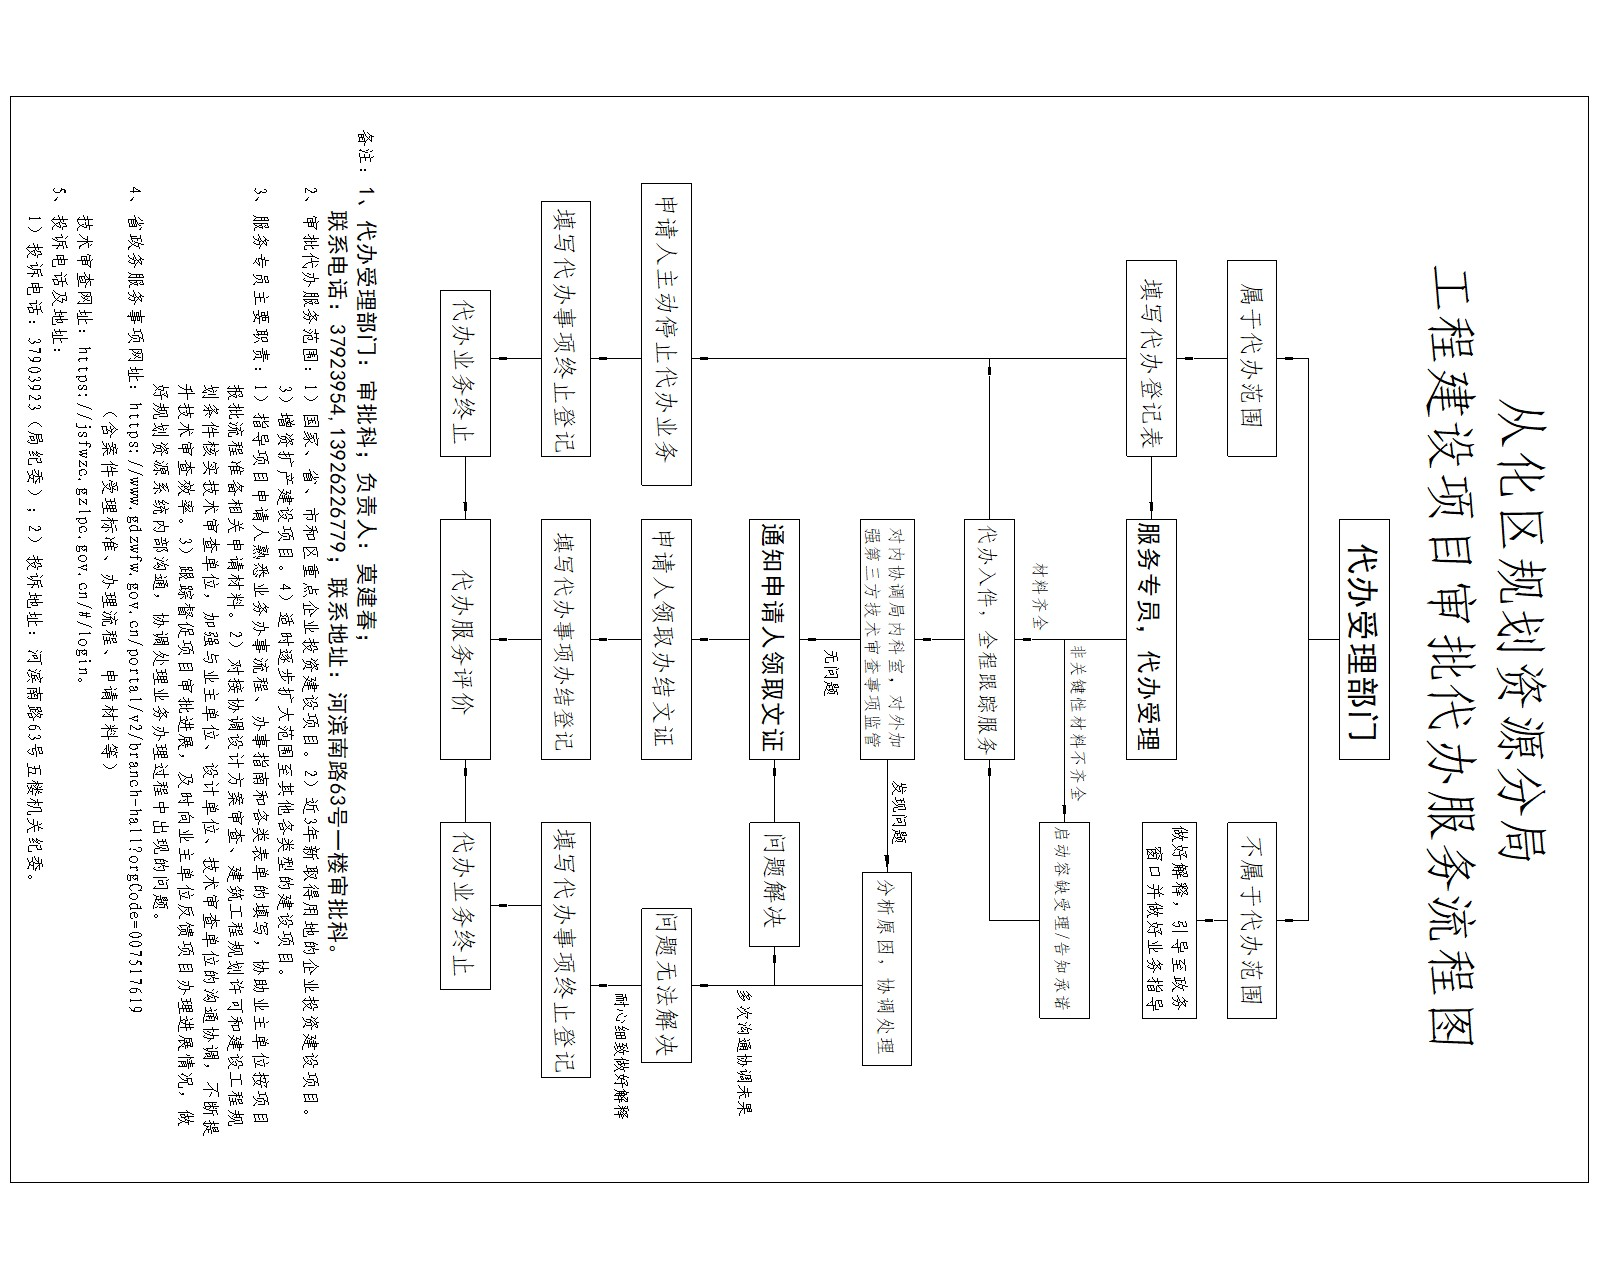 从化区规划资源分局
工程建设项目审批代办服务流程图
代办受理部门
属于代办范围
不属于代办范围
填写代办登记表
服务专员，代办受理
做好解释，引导至政务
窗口并做好业务指导
材料齐全
非关键性材料不齐全
启动容缺受理/告知承诺
代办入件，全程跟踪服务
对内协调局内科室，对外加
强第三方技术审查事项监管
发现问题
分析原因，协调处理
无问题
通知申请人领取文证
问题解决
多次沟通协调未果
申请人主动停止代办业务
申请人领取办结文证
问题无法解决
耐心细致做好解释
填写代办事项终止登记
填写代办事项办结登记
填写代办事项终止登记
代办业务终止
代办服务评价
代办业务终止
备注：1、代办受理部门：审批科；负责人：莫建春；
联系电话：37923954,13926226779；联系地址：河滨南路63号一楼审批科。
2、审批代办服务范围：1）国家、省、市和区重点企业投资建设项目。2）近3年新取得用地的企业投资建设项目。
3）增资扩产建设项目。4）适时逐步扩大范围至其他各类型的建设项目。
3、服务专员主要职责：1）指导项目申请人熟悉业务办事流程、办事指南和各类表单的填写，协助业主单位按项目
报批流程准备相关申请材料。2）对接协调设计方案审查、建筑工程规划许可和建设工程规
划条件核实技术审查单位，加强与业主单位、设计单位、技术审查单位的沟通协调，不断提
升技术审查效率。3）跟踪督促项目审批进展，及时向业主单位反馈项目办理进展情况，做
好规划资源系统内部沟通，协调处理业务办理过程中出现的问题。
4、省政务服务事项网址：https://www.gdzwfw.gov.cn/portal/v2/branch-hall?orgCode=007517619
（含案件受理标准、办理流程、申请材料等）
技术审查网址：https://jsfwzc.gzlpc.gov.cn/#/login。
5、投诉电话及地址：
1）投诉电话：37903923（局纪委）；2）投诉地址：河滨南路63号五楼机关纪委。